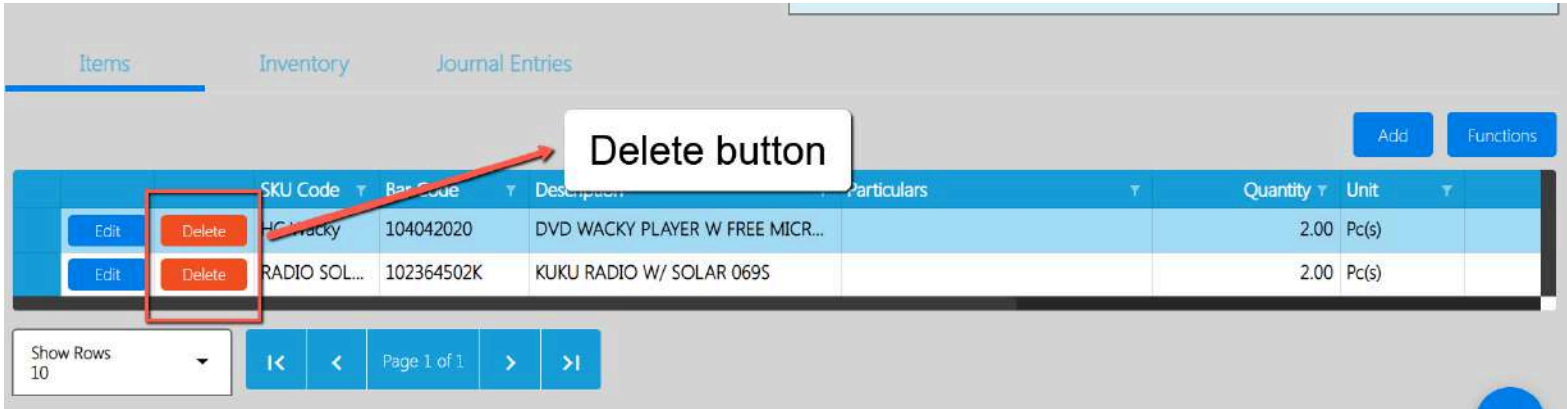 Items Inventory Journal Entries
Delete button
Add Functions
SKU Code Bar Code Description Particulars Quantity Unit
Edit Delete HC Wacky 104042020 DVD WACKY PLAYER W FREE MICR... 2.00 Pc(s)
Edit Delete RADIO SOL... 102364502K KUKU RADIO W/ SOLAR 069S 2.00 Pc(s)
Show Rows
10
Page 1 of 1